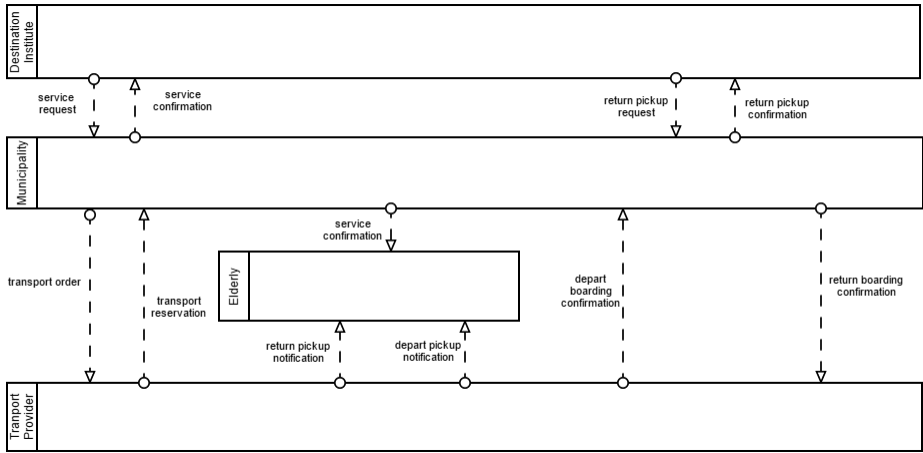 Destination
Institute
service
request
service
confirmation
return pickup
request
return pickup
confirmation
Municipality
transport order
transport
reservation
service
confirmation
Elderly
return pickup
notification
depart pickup
notification
depart
boarding
confirmation
return boarding
confirmation
Tranport
Provider